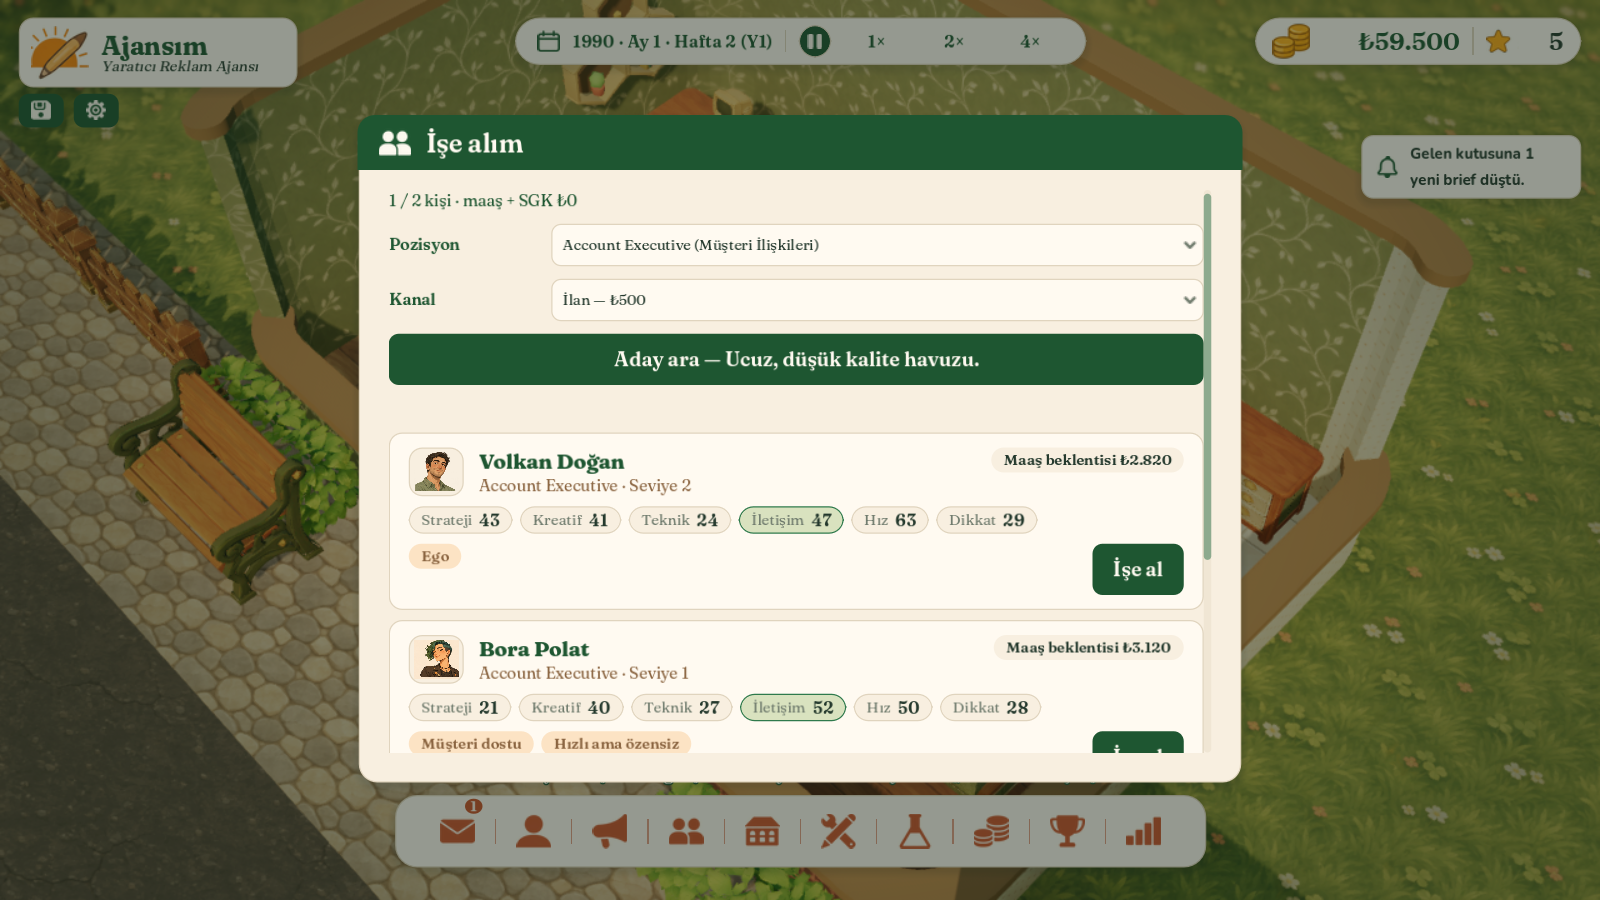 Ajansım
Yaratıcı Reklam Ajansı
1990 · Ay 1 · Hafta 2 (Y1)
1×
2×
4×
₺59.500
5
Gelen kutusuna 1
yeni brief düştü.
İşe alım
1 / 2 kişi · maaş + SGK ₺0
Pozisyon
Account Executive (Müşteri İlişkileri)
Kanal
İlan — ₺500
Aday ara — Ucuz, düşük kalite havuzu.
Volkan Doğan
Maaş beklentisi ₺2.820
Account Executive · Seviye 2
Strateji 43
Kreatif 41
Teknik 24
İletişim 47
Hız 63
Dikkat 29
Ego
İşe al
Bora Polat
Maaş beklentisi ₺3.120
Account Executive · Seviye 1
Strateji 21
Kreatif 40
Teknik 27
İletişim 52
Hız 50
Dikkat 28
Müşteri dostu
Hızlı ama özensiz
1